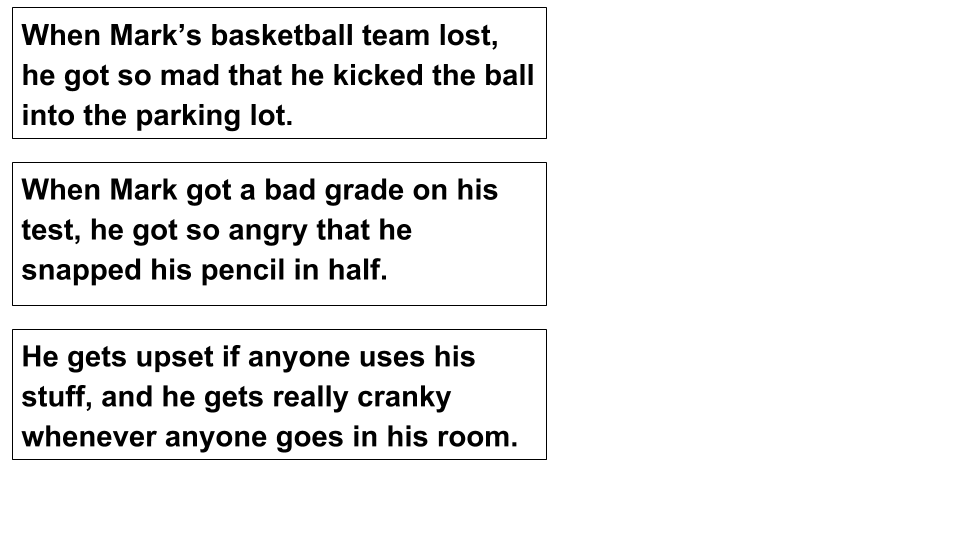 When Mark’s basketball team lost,
he got so mad that he kicked the ball
into the parking lot.
When Mark got a bad grade on his
test, he got so angry that he
snapped his pencil in half.
He gets upset if anyone uses his
stuff, and he gets really cranky
whenever anyone goes in his room.